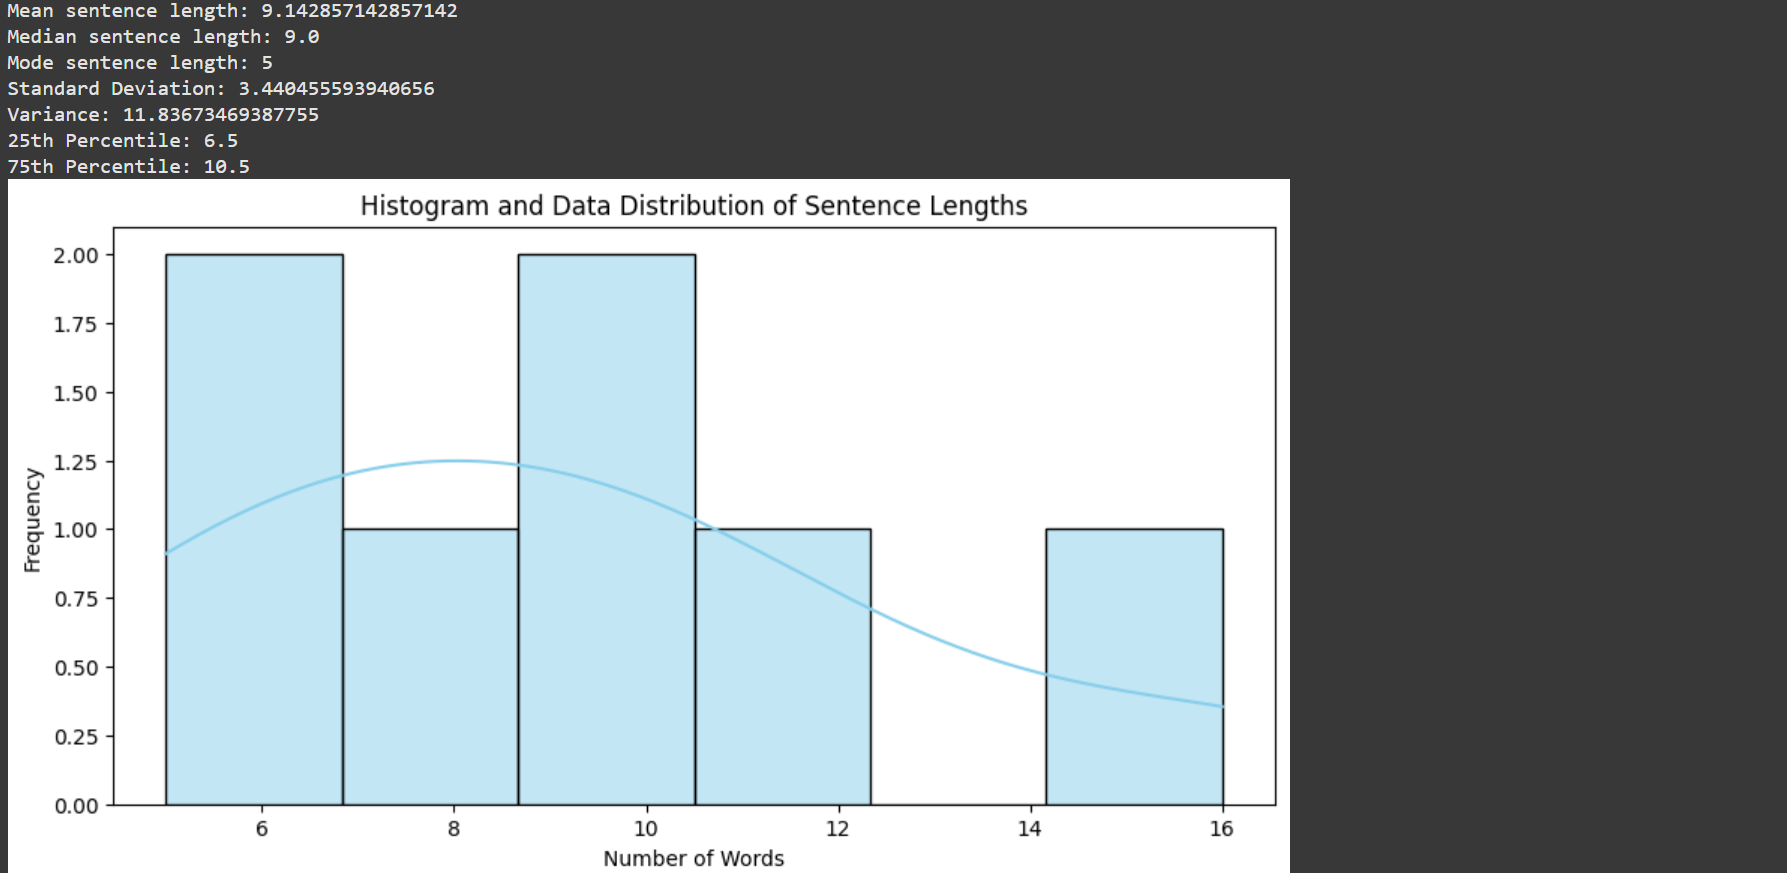 Mean sentence length: 9.142857142857142
Median sentence length: 9.0
Mode sentence length: 5
Standard Deviation: 3.440455593940656
Variance: 11.83673469387755
25th Percentile: 6.5
75th Percentile: 10.5
Histogram and Data Distribution of Sentence Lengths
2.00
1.75
1.50
1.25
1.00
0.75
0.50
0.25
0.00
Frequency
6 8 10 12 14 16
Number of Words